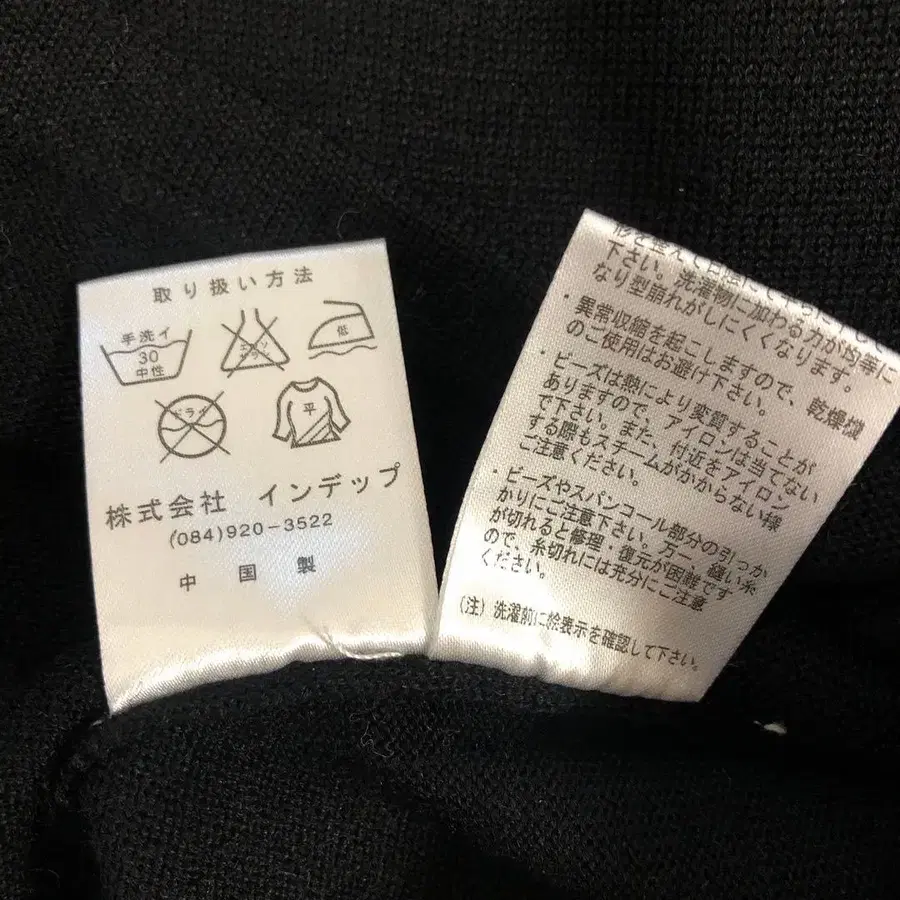 取り扱い方法
手洗イ
30
中性
エンソ
サラシ
低
ドライ
平
株式会社 インデップ
(084)920-3522
中国製
下さい。洗濯物に加わる力が均等に
なり型崩れがしにくくなります。
・異常収縮を起こしますので、乾燥機
のご使用はお避け下さい。
・ビーズは熱により変質することが
ありますので、アイロンは当てない
で下さい。また、付近をアイロン
する際もスチームがかからない様
ご注意ください。
・ビーズやスパンコール部分の引っか
かりにご注意下さい。万一、縫い糸
が切れると修理・復元が困難です
ので、糸切れには充分にご注意
ください。
(注)洗濯前に絵表示を確認して下さい。